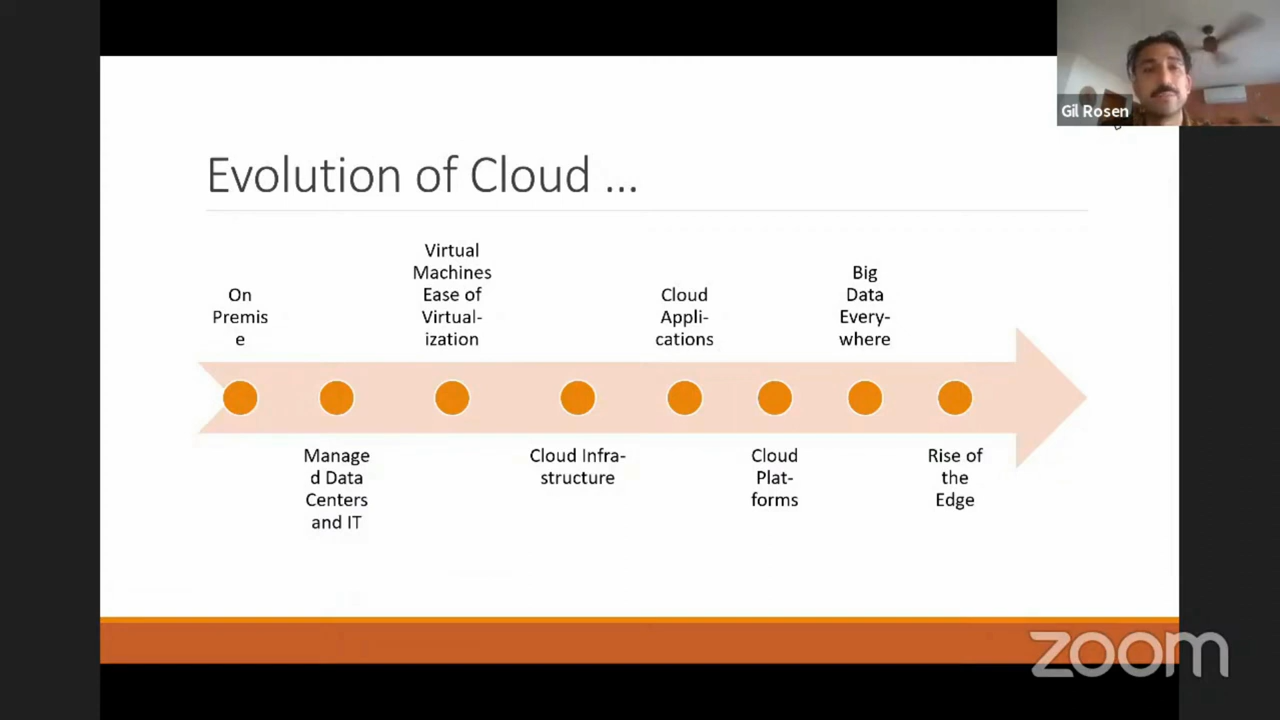 Gil Rosen
Evolution of Cloud ...
On
Premis
e
Manage
d Data
Centers
and IT
Virtual
Machines
Ease of
Virtual-
ization
Cloud Infra-
structure
Cloud
Appli-
cations
Cloud
Plat-
forms
Big
Data
Every-
where
Rise of
the
Edge
zoom